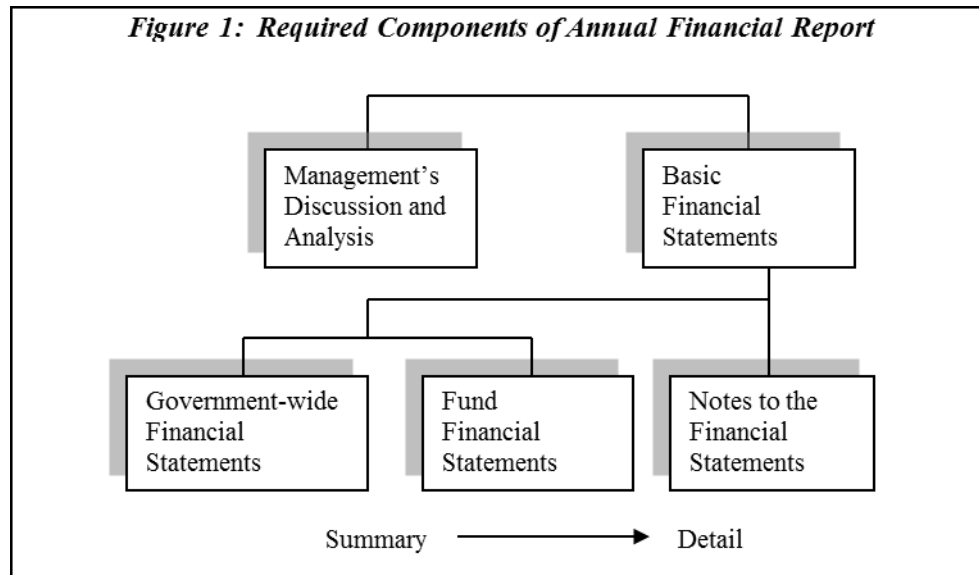 Figure 1: Required Components of Annual Financial Report
Management’s
Discussion and
Analysis
Basic
Financial
Statements
Government-wide
Financial
Statements
Fund
Financial
Statements
Notes to the
Financial
Statements
Summary
Detail